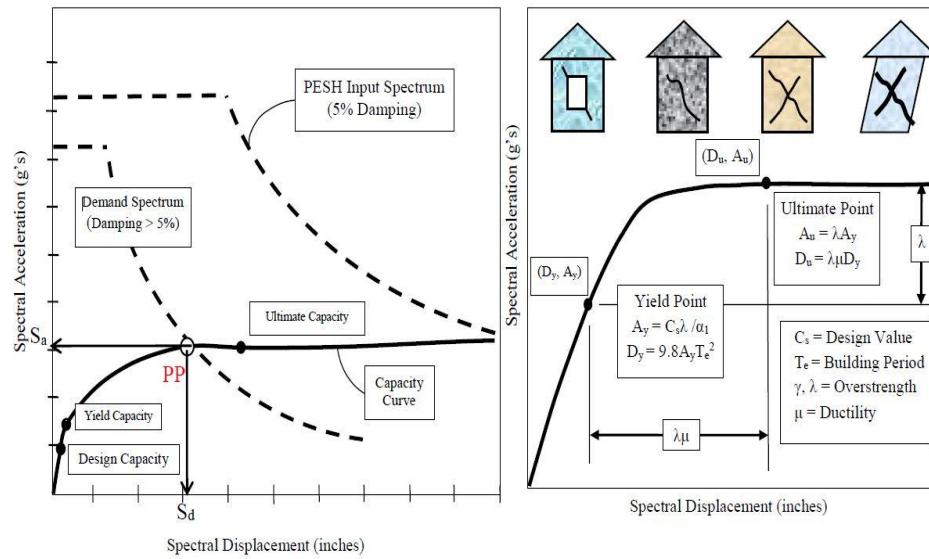 PESH Input Spectrum
(5% Damping)
Demand Spectrum
(Damping > 5%)
Spectral Acceleration (g's)
Ultimate Capacity
Sa
PP
Capacity
Curve
Yield Capacity
Design Capacity
Sd
Spectral Displacement (inches)
Spectral Acceleration (g's)
(Du, Au)
Ultimate Point
Au = λAy
Du = λμDy
λ
(Dy, Ay)
Yield Point
Ay = Csλ /α1
Dy = 9.8AyTe²
Cs = Design Value
Te = Building Period
γ, λ = Overstrength
μ = Ductility
λμ
Spectral Displacement (inches)